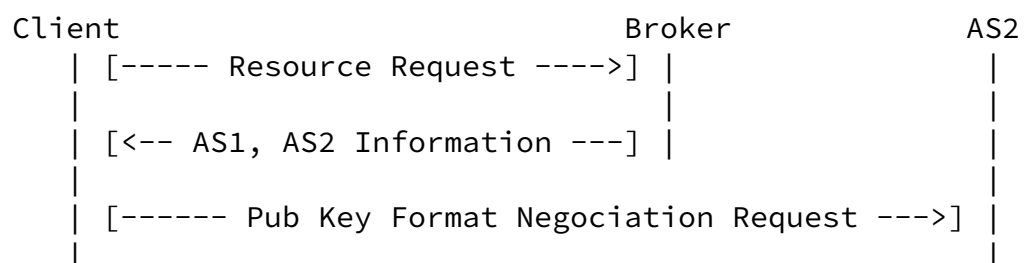 Client                             Broker             AS2
   | [----- Resource Request ---->] |                  |
   |                                |                  |
   | [<-- AS1, AS2 Information ---] |                  |
   |                                                   |
   | [------ Pub Key Format Negociation Request --->]  |
   |                                                   |